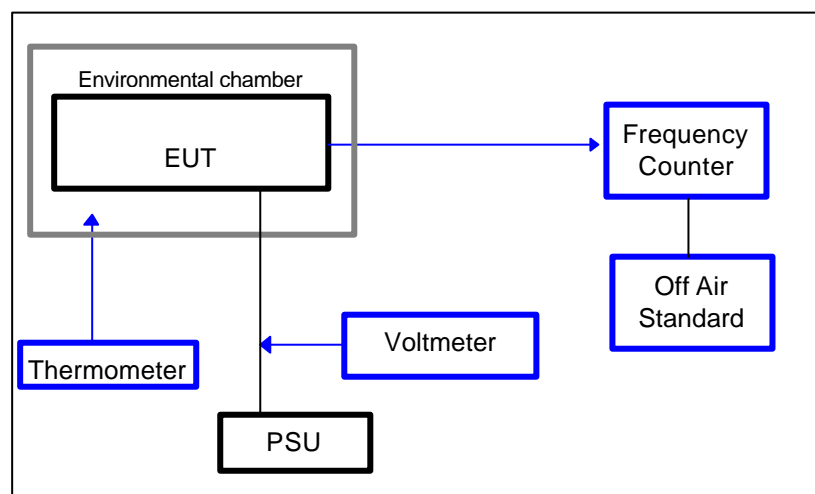 Environmental chamber
EUT
Frequency
Counter
Off Air
Standard
Voltmeter
Thermometer
PSU